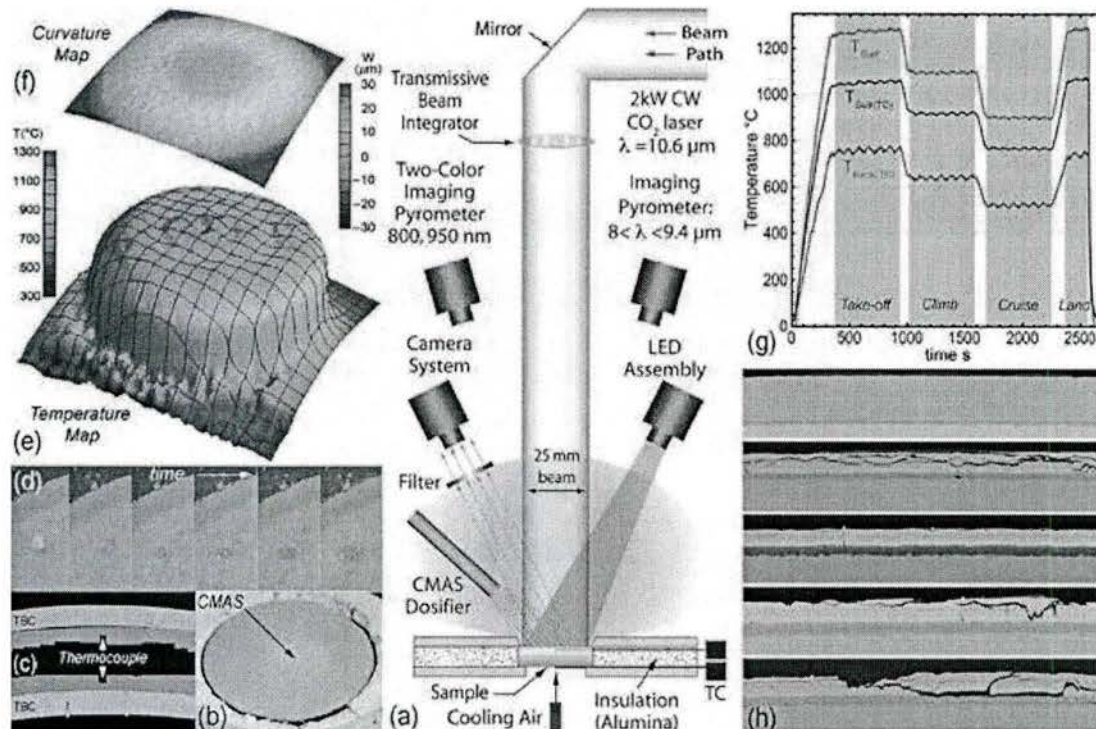 Curvature
Map
(f)
W
(µm)
30
20
10
0
−10
−20
−30
T(°C)
1300
1100
900
700
500
300
Temperature
Map
(e)
(d)
time
TBC
(c)
Thermocouple
TBC
CMAS
(b)
Mirror
Beam
Path
Transmissive
Beam
Integrator
2kW CW
CO2 laser
λ = 10.6 µm
Two-Color
Imaging
Pyrometer
800, 950 nm
Imaging
Pyrometer:
8< λ <9.4 µm
Camera
System
LED
Assembly
Filter
25 mm
beam
CMAS
Dosifier
Sample
Cooling Air
Insulation
(Alumina)
TC
(a)
Temperature °C
1200
1000
800
600
400
200
0
Take-off
Climb
Cruise
Land
0
500
1000
1500
2000
2500
time s
(g)
(h)